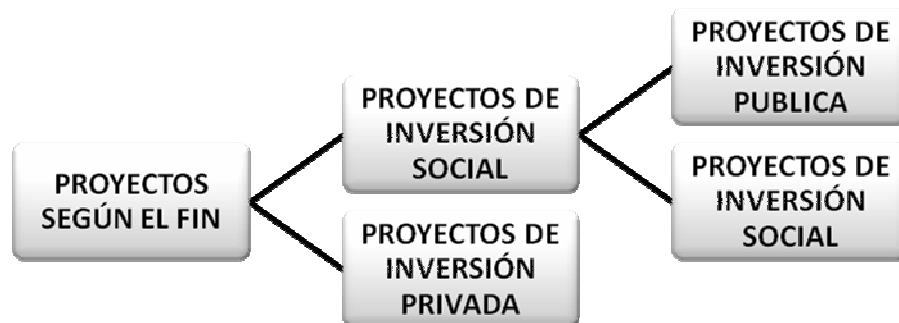 PROYECTOS
SEGÚN EL FIN
PROYECTOS DE
INVERSIÓN
SOCIAL
PROYECTOS DE
INVERSIÓN
PRIVADA
PROYECTOS DE
INVERSIÓN
PUBLICA
PROYECTOS DE
INVERSIÓN
SOCIAL